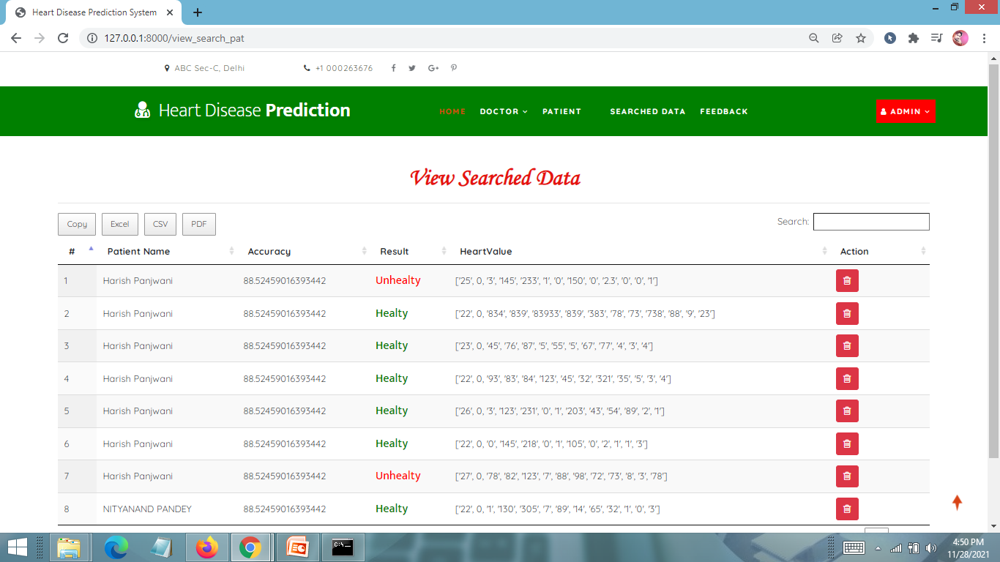 Heart Disease Prediction System
127.0.0.1:8000/view_search_pat
ABC Sec-C, Delhi +1 000263676
Heart Disease Prediction HOME DOCTOR PATIENT SEARCHED DATA FEEDBACK ADMIN
View Searched Data
Copy Excel CSV PDF Search:
# Patient Name Accuracy Result HeartValue Action
1 Harish Panjwani 88.52459016393442 Unhealty ['25', 0, '3', '145', '233', '1', '0', '150', '0', '2.3', '0', '0', '1']
2 Harish Panjwani 88.52459016393442 Healty ['22', 0, '834', '839', '83933', '839', '383', '78', '73', '738', '88', '9', '23']
3 Harish Panjwani 88.52459016393442 Healty ['23', 0, '45', '76', '87', '5', '55', '5', '67', '77', '4', '3', '4']
4 Harish Panjwani 88.52459016393442 Healty ['22', 0, '93', '83', '84', '123', '45', '32', '321', '35', '5', '3', '4']
5 Harish Panjwani 88.52459016393442 Healty ['26', 0, '3', '123', '231', '0', '1', '203', '43', '54', '89', '2', '1']
6 Harish Panjwani 88.52459016393442 Healty ['22', 0, '0', '145', '218', '0', '1', '105', '0', '2', '1', '1', '3']
7 Harish Panjwani 88.52459016393442 Unhealty ['27', 0, '78', '82', '123', '7', '88', '98', '72', '73', '8', '3', '78']
8 NITYANAND PANDEY 88.52459016393442 Healty ['22', 0, '1', '130', '305', '7', '89', '14', '65', '32', '1', '0', '3']
4:50 PM
11/28/2021